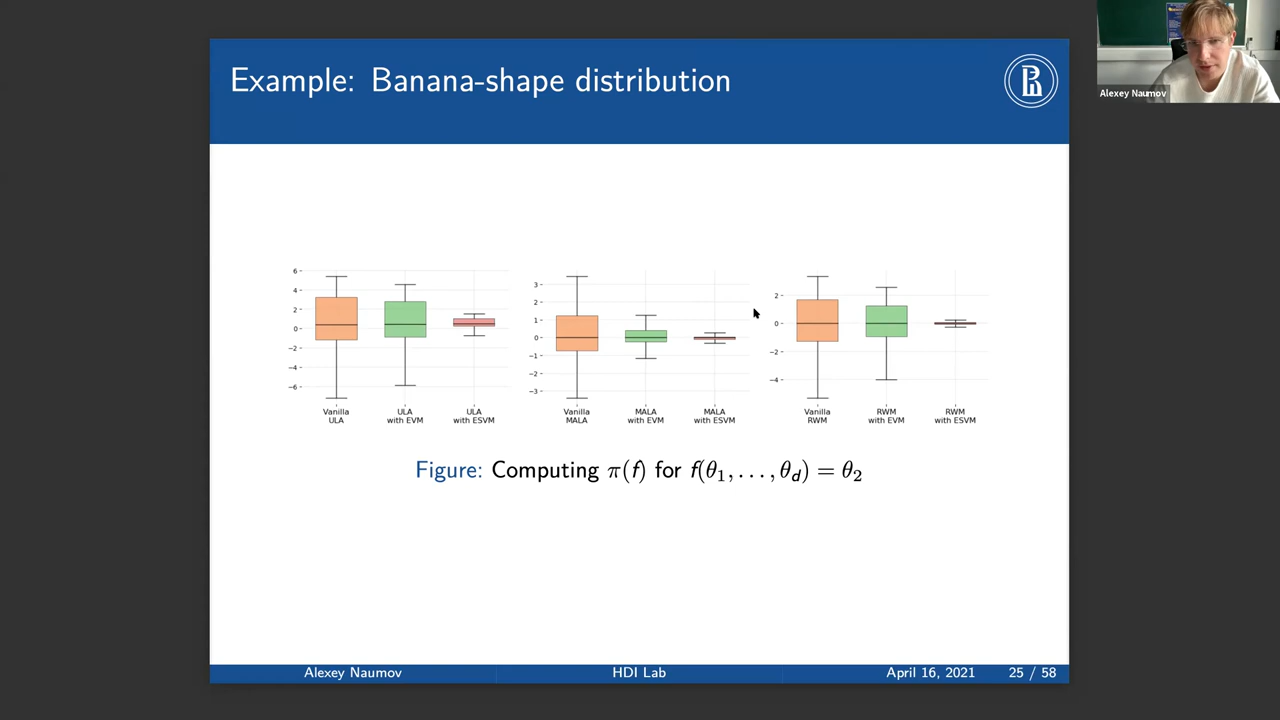 Example: Banana-shape distribution
Alexey Naumov
6
4
2
0
−2
−4
−6
Vanilla
ULA
ULA
with EVM
ULA
with ESVM
3
2
1
0
−1
−2
−3
Vanilla
MALA
MALA
with EVM
MALA
with ESVM
2
0
−2
−4
Vanilla
RWM
RWM
with EVM
RWM
with ESVM
Figure: Computing π(f) for f(θ₁, . . . , θ_d) = θ₂
Alexey Naumov
HDI Lab
April 16, 2021
25 / 58